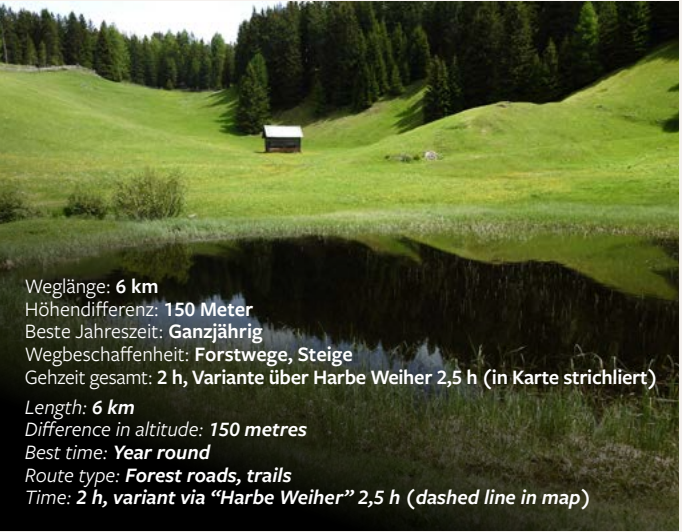 Weglänge: 6 km
Höhendifferenz: 150 Meter
Beste Jahreszeit: Ganzjährig
Wegbeschaffenheit: Forstwege, Steige
Gehzeit gesamt: 2 h, Variante über Harbe Weiher 2,5 h (in Karte strichliert)
Length: 6 km
Difference in altitude: 150 metres
Best time: Year round
Route type: Forest roads, trails
Time: 2 h, variant via “Harbe Weiher” 2,5 h (dashed line in map)